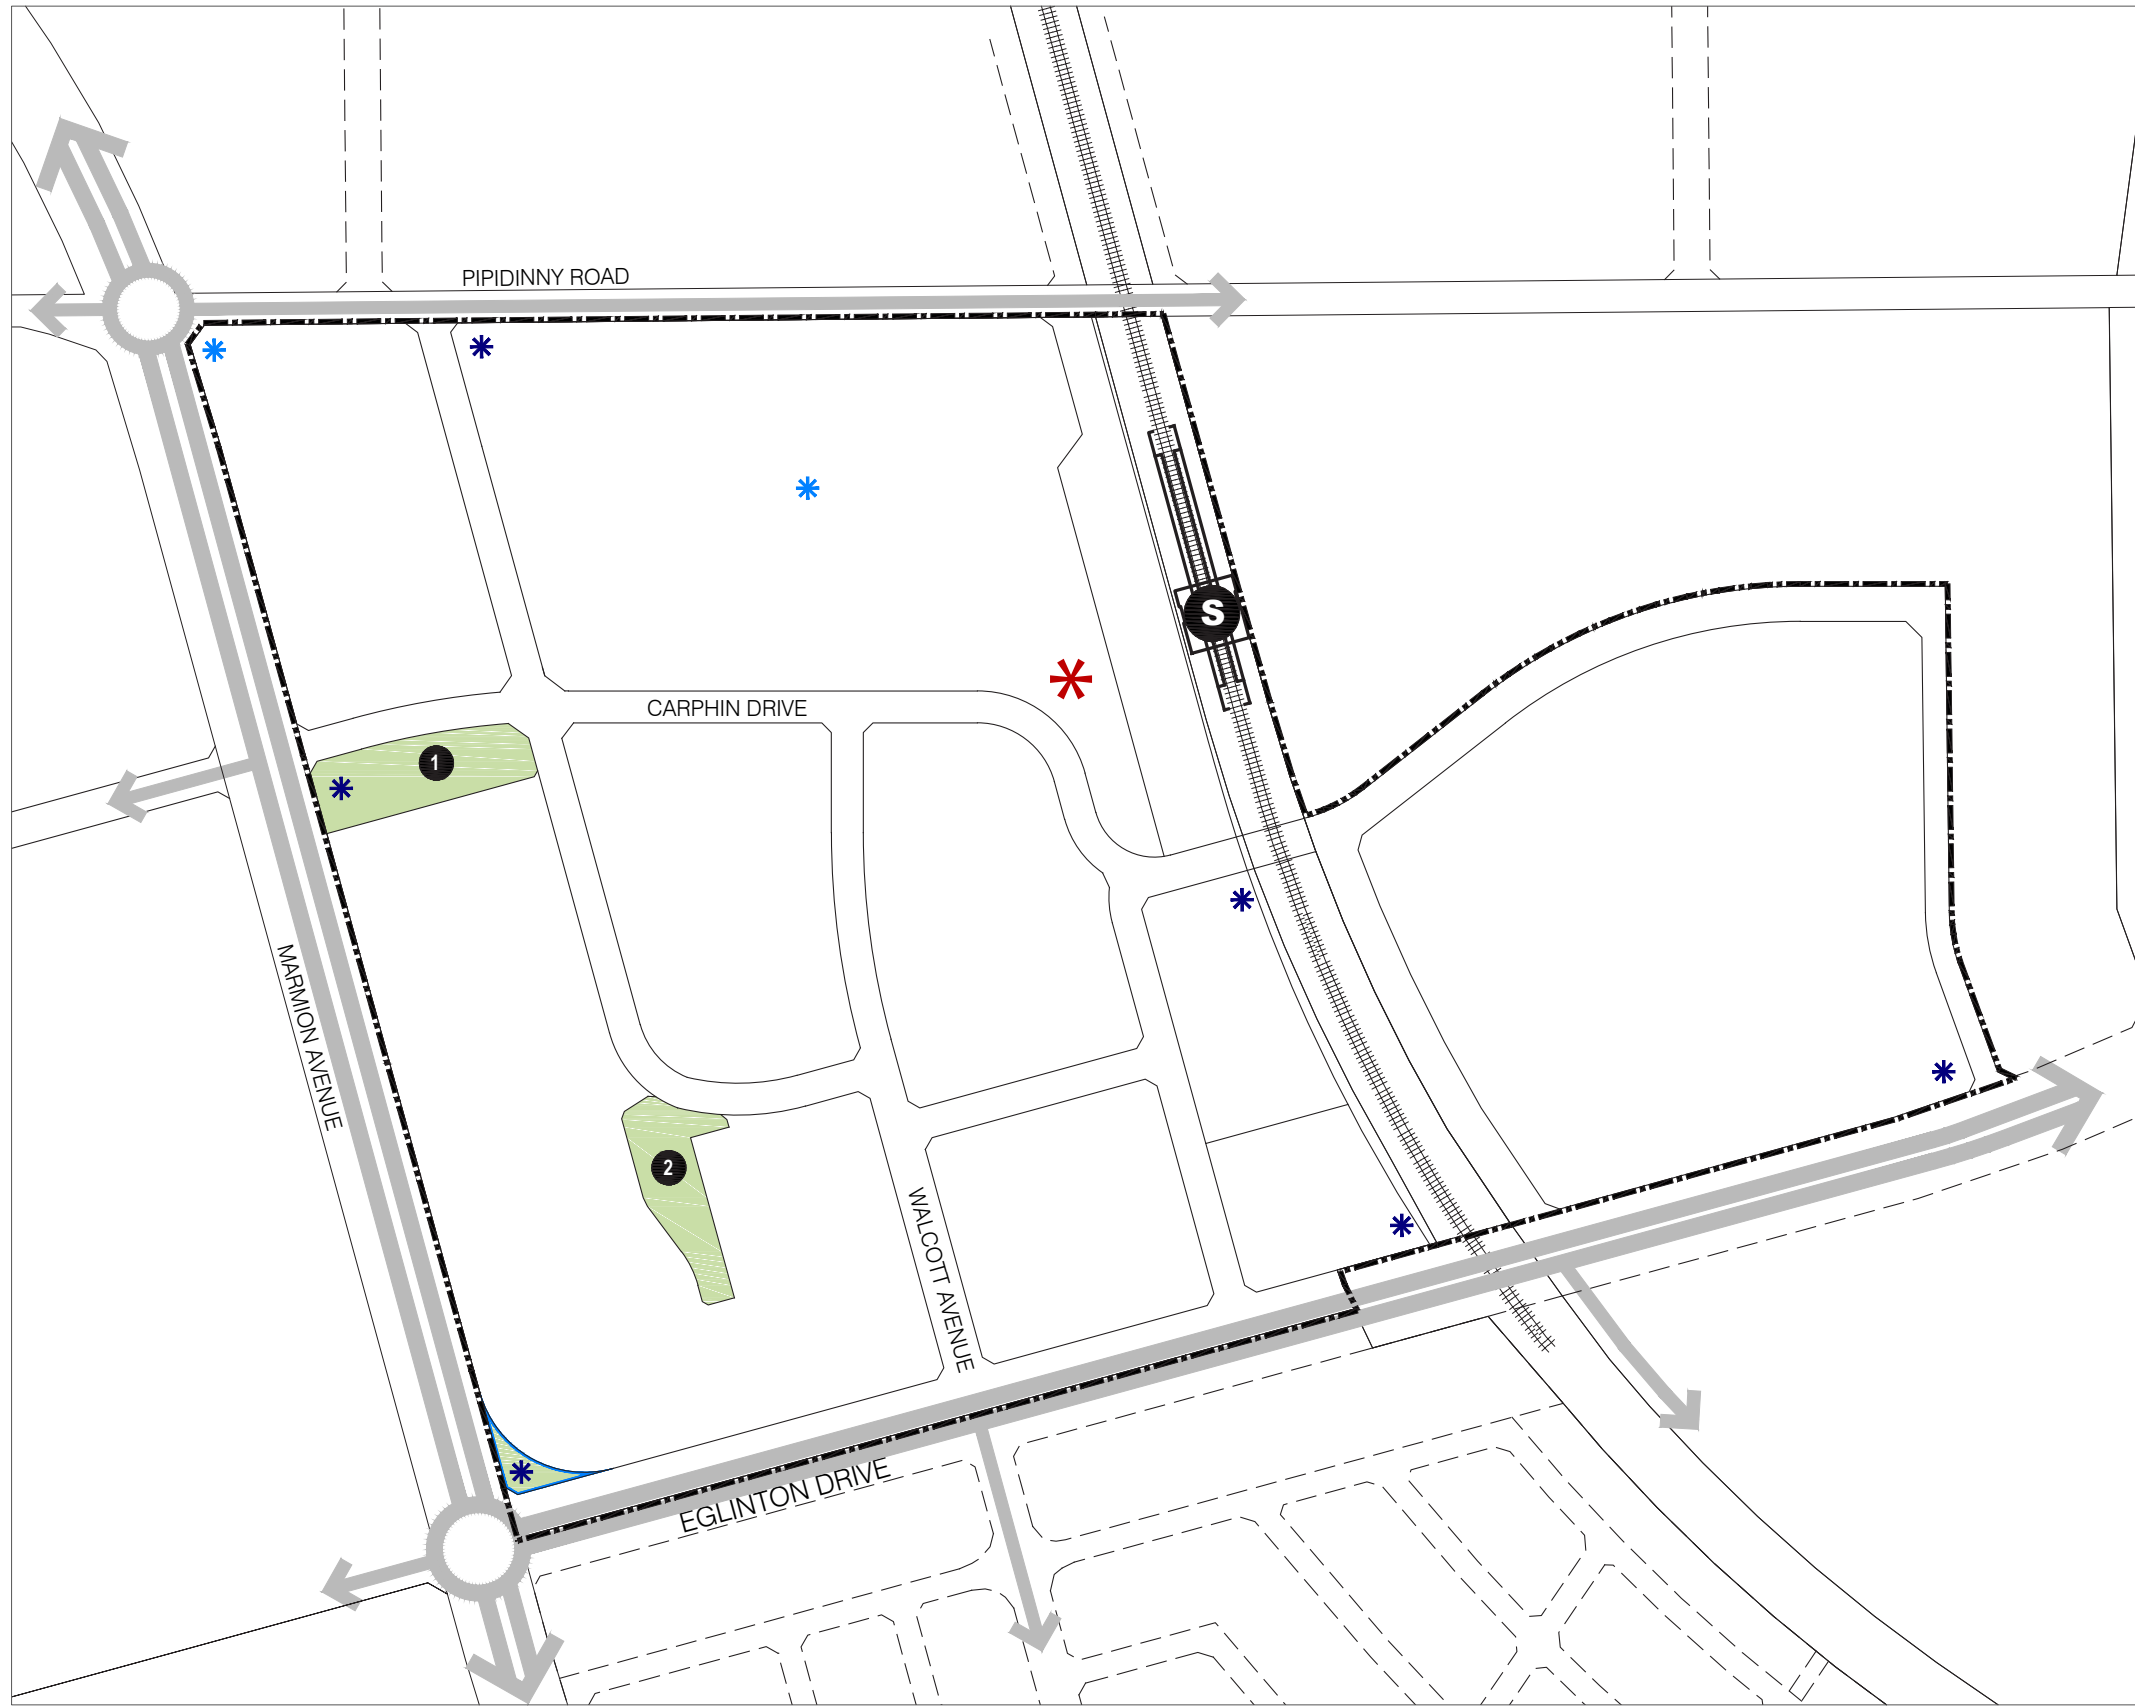 PIPIDINNY ROAD
S
CARPHIN DRIVE
1
MARMION AVENUE
2
WALCOTT AVENUE
EGLINTON DRIVE